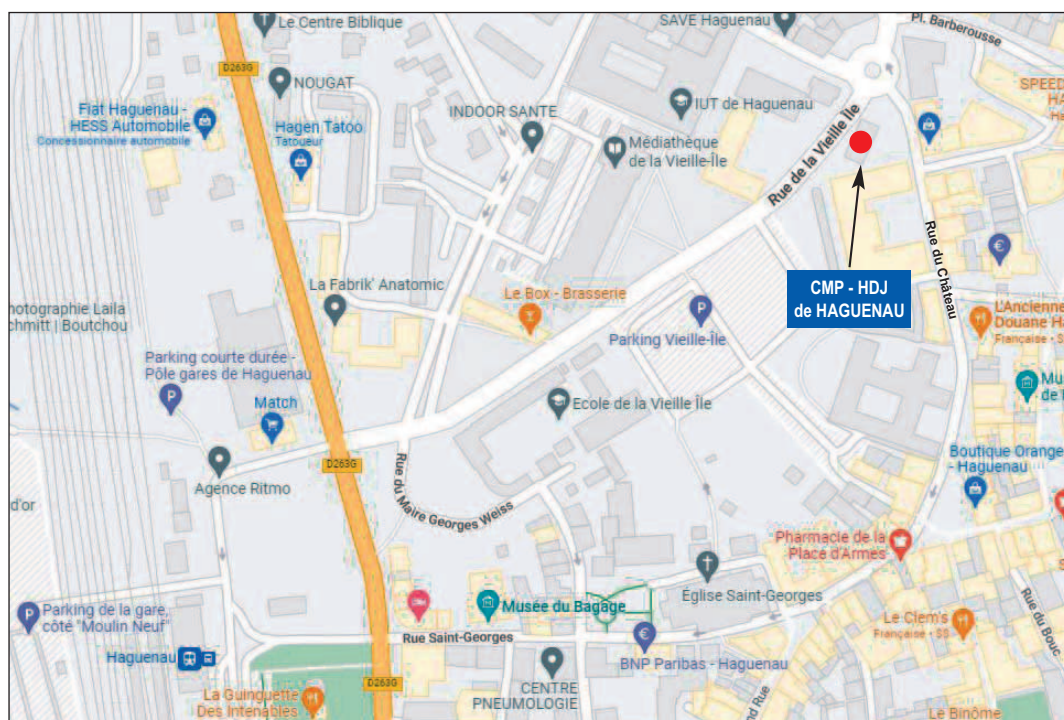 Le Centre Biblique
SAVE Haguenau
Pl. Barberousse
D263G
NOUGAT
SPEED
Fiat Haguenau -
HESS Automobile
Concessionnaire automobile
Hagen Tatoo
Tatoueur
INDOOR SANTE
IUT de Haguenau
Médiathèque
de la Vieille-Île
Rue de la Vieille Île
CMP - HDJ
de HAGUENAU
Rue du Château
La Fabrik' Anatomic
Le Box - Brasserie
Parking Vieille-Île
L'Ancienne
Douane
Française
hotographie Laila
chmitt | Boutchou
Parking courte durée -
Pôle gares de Haguenau
Match
Ecole de la Vieille Île
D263G
Agence Ritmo
Rue du Maire Georges Weiss
Boutique Orange
- Haguenau
d'or
Pharmacie de la
Place d'Armes
Église Saint-Georges
Musée du Bagage
Parking de la gare,
côté "Moulin Neuf"
Rue Saint-Georges
BNP Paribas - Haguenau
Le Clem's
Française • $$
Rue du Bouc
Haguenau
CENTRE
PNEUMOLOGIE
D263G
La Guinguette
Des Intenables
nd Rue
Le Binôme